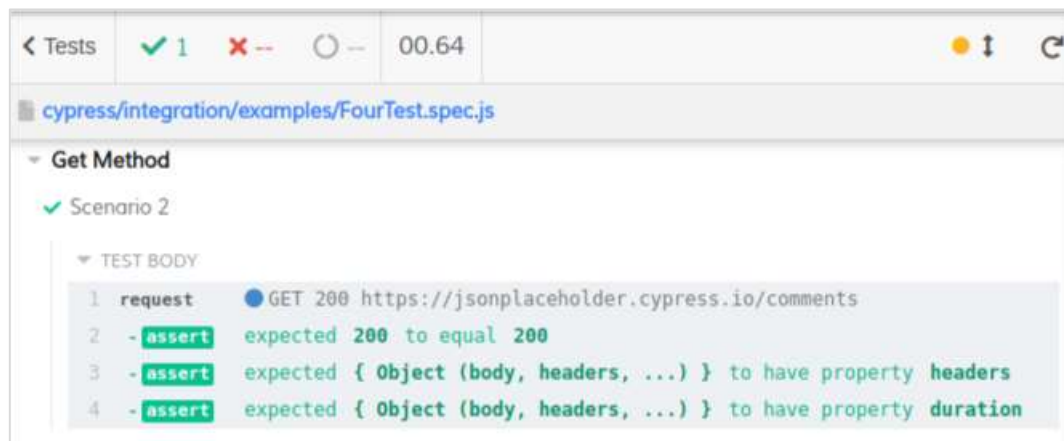 Tests 1 -- -- 00.64
cypress/integration/examples/FourTest.spec.js
Get Method
Scenario 2
TEST BODY
1 request GET 200 https://jsonplaceholder.cypress.io/comments
2 -assert expected 200 to equal 200
3 -assert expected { Object (body, headers, ...) } to have property headers
4 -assert expected { Object (body, headers, ...) } to have property duration